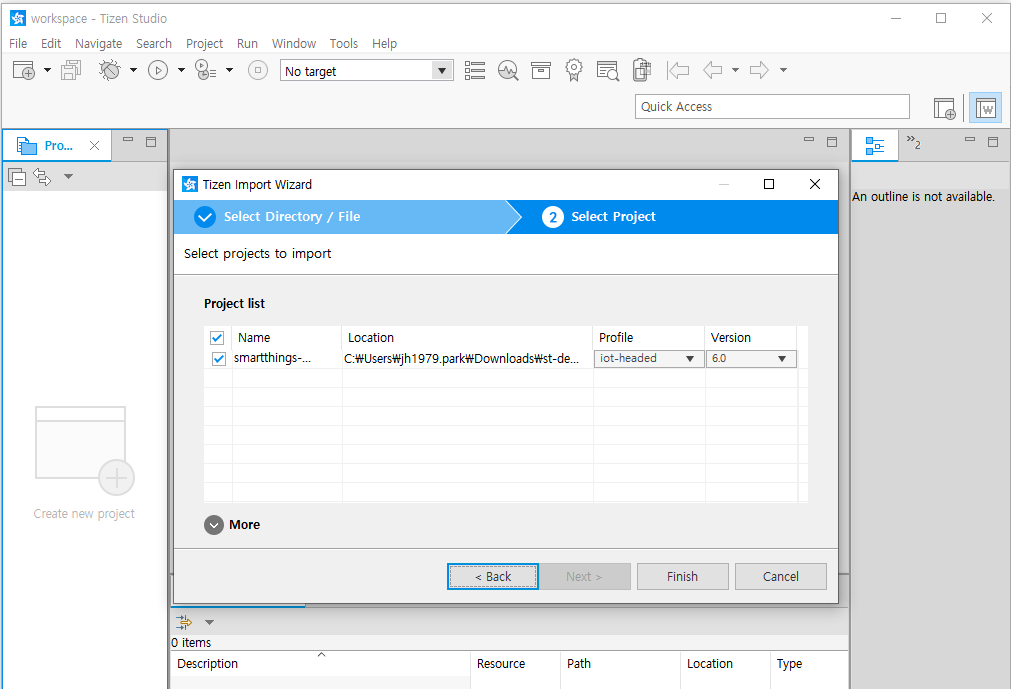 workspace - Tizen Studio
File Edit Navigate Search Project Run Window Tools Help
No target
Quick Access
Pro...
»2
An outline is not available.
Create new project
Tizen Import Wizard
Select Directory / File
2 Select Project
Select projects to import
Project list
Name Location Profile Version
smartthings-... C:₩Users₩jh1979.park₩Downloads₩st-de... iot-headed 6.0
More
< Back Next > Finish Cancel
0 items
Description Resource Path Location Type